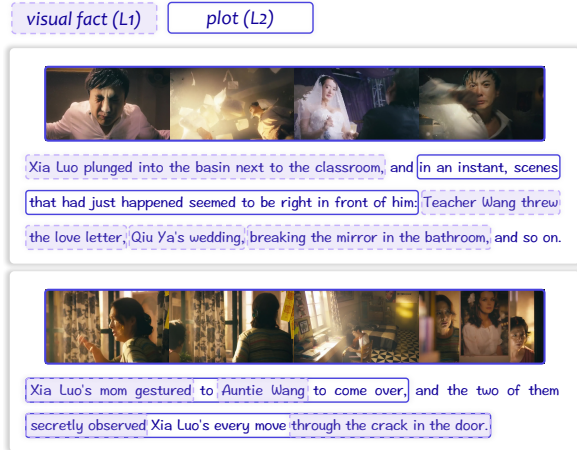 visual fact (L1)
plot (L2)
Xia Luo plunged into the basin next to the classroom, and in an instant, scenes
that had just happened seemed to be right in front of him: Teacher Wang threw
the love letter, Qiu Ya's wedding, breaking the mirror in the bathroom, and so on.
Xia Luo's mom gestured to Auntie Wang to come over, and the two of them
secretly observed Xia Luo's every move through the crack in the door.